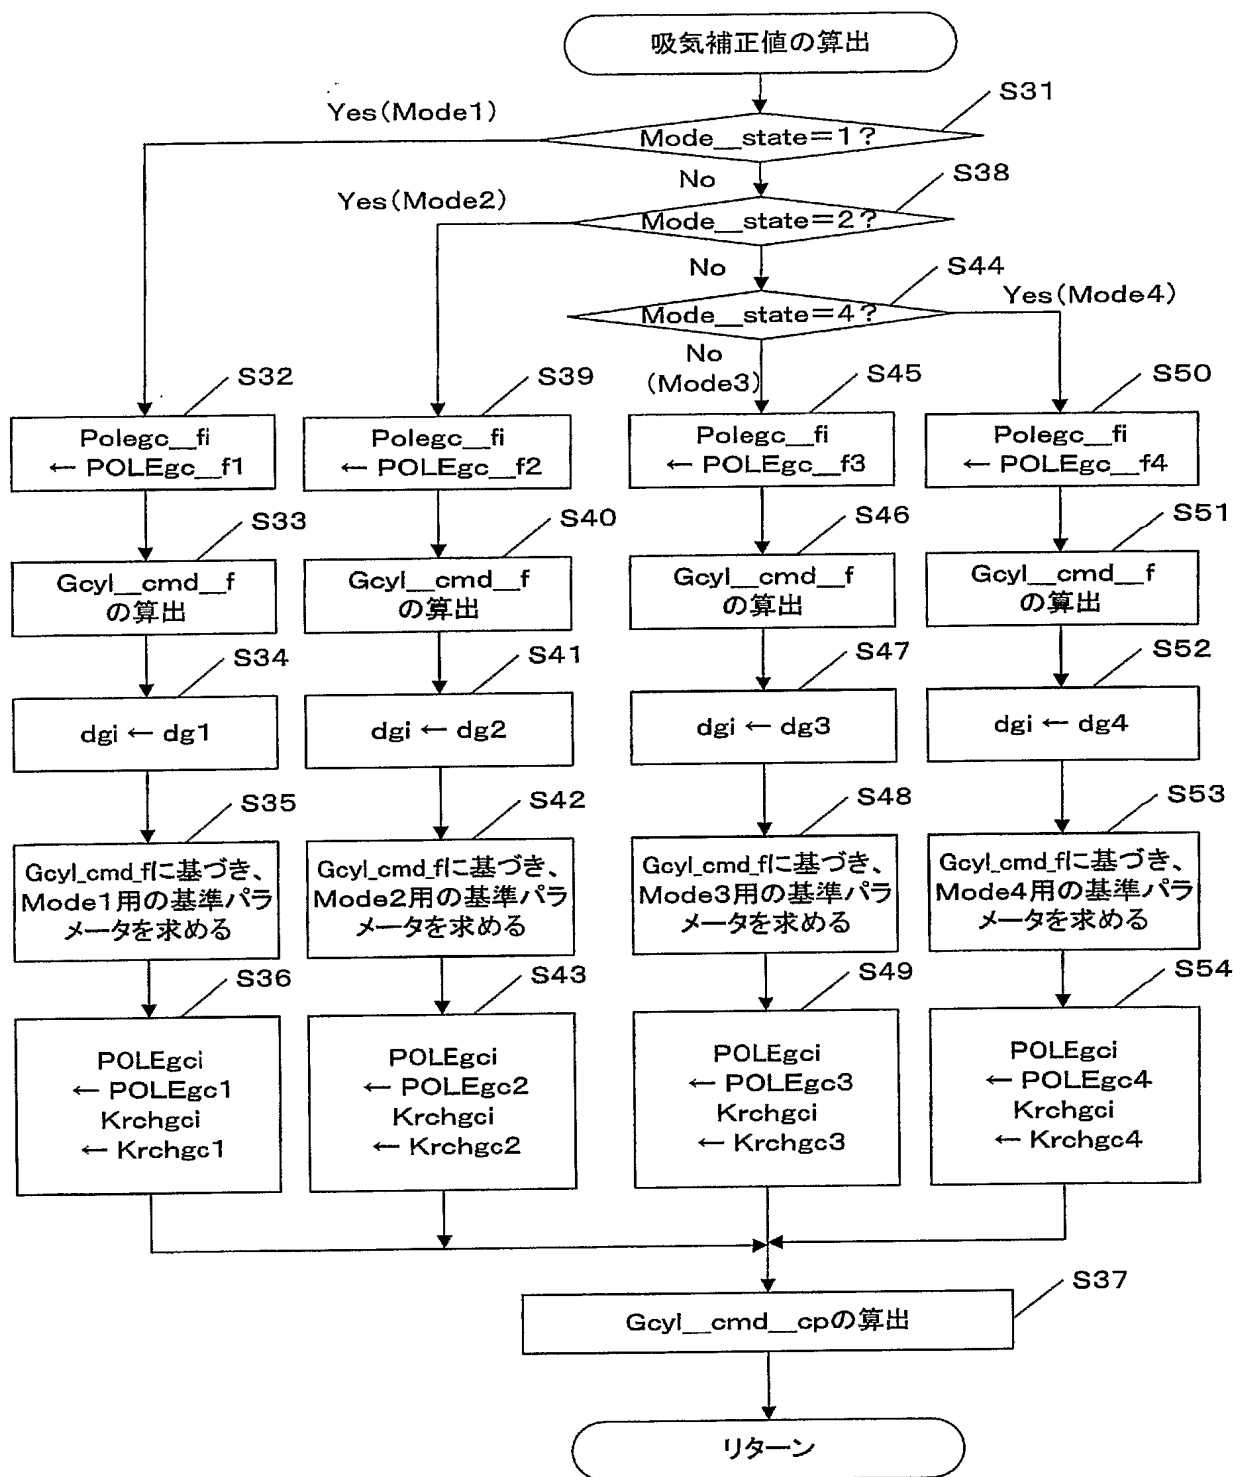 吸気補正値の算出
S31
Yes(Mode1)
Mode__state=1?
No
S38
Yes(Mode2)
Mode__state=2?
No
S44
Yes(Mode4)
Mode__state=4?
No
(Mode3)
S32
S39
S45
S50
Polegc__fi
← POLEgc__f1
Polegc__fi
← POLEgc__f2
Polegc__fi
← POLEgc__f3
Polegc__fi
← POLEgc__f4
S33
S40
S46
S51
Gcyl__cmd__f
の算出
Gcyl__cmd__f
の算出
Gcyl__cmd__f
の算出
Gcyl__cmd__f
の算出
S34
S41
S47
S52
dgi ← dg1
dgi ← dg2
dgi ← dg3
dgi ← dg4
S35
S42
S48
S53
Gcyl_cmd_fに基づき、
Mode1用の基準パラ
メータを求める
Gcyl_cmd_fに基づき、
Mode2用の基準パラ
メータを求める
Gcyl_cmd_fに基づき、
Mode3用の基準パラ
メータを求める
Gcyl_cmd_fに基づき、
Mode4用の基準パラ
メータを求める
S36
S43
S49
S54
POLEgci
← POLEgc1
Krchgci
← Krchgc1
POLEgci
← POLEgc2
Krchgci
← Krchgc2
POLEgci
← POLEgc3
Krchgci
← Krchgc3
POLEgci
← POLEgc4
Krchgci
← Krchgc4
S37
Gcyl__cmd__cpの算出
リターン